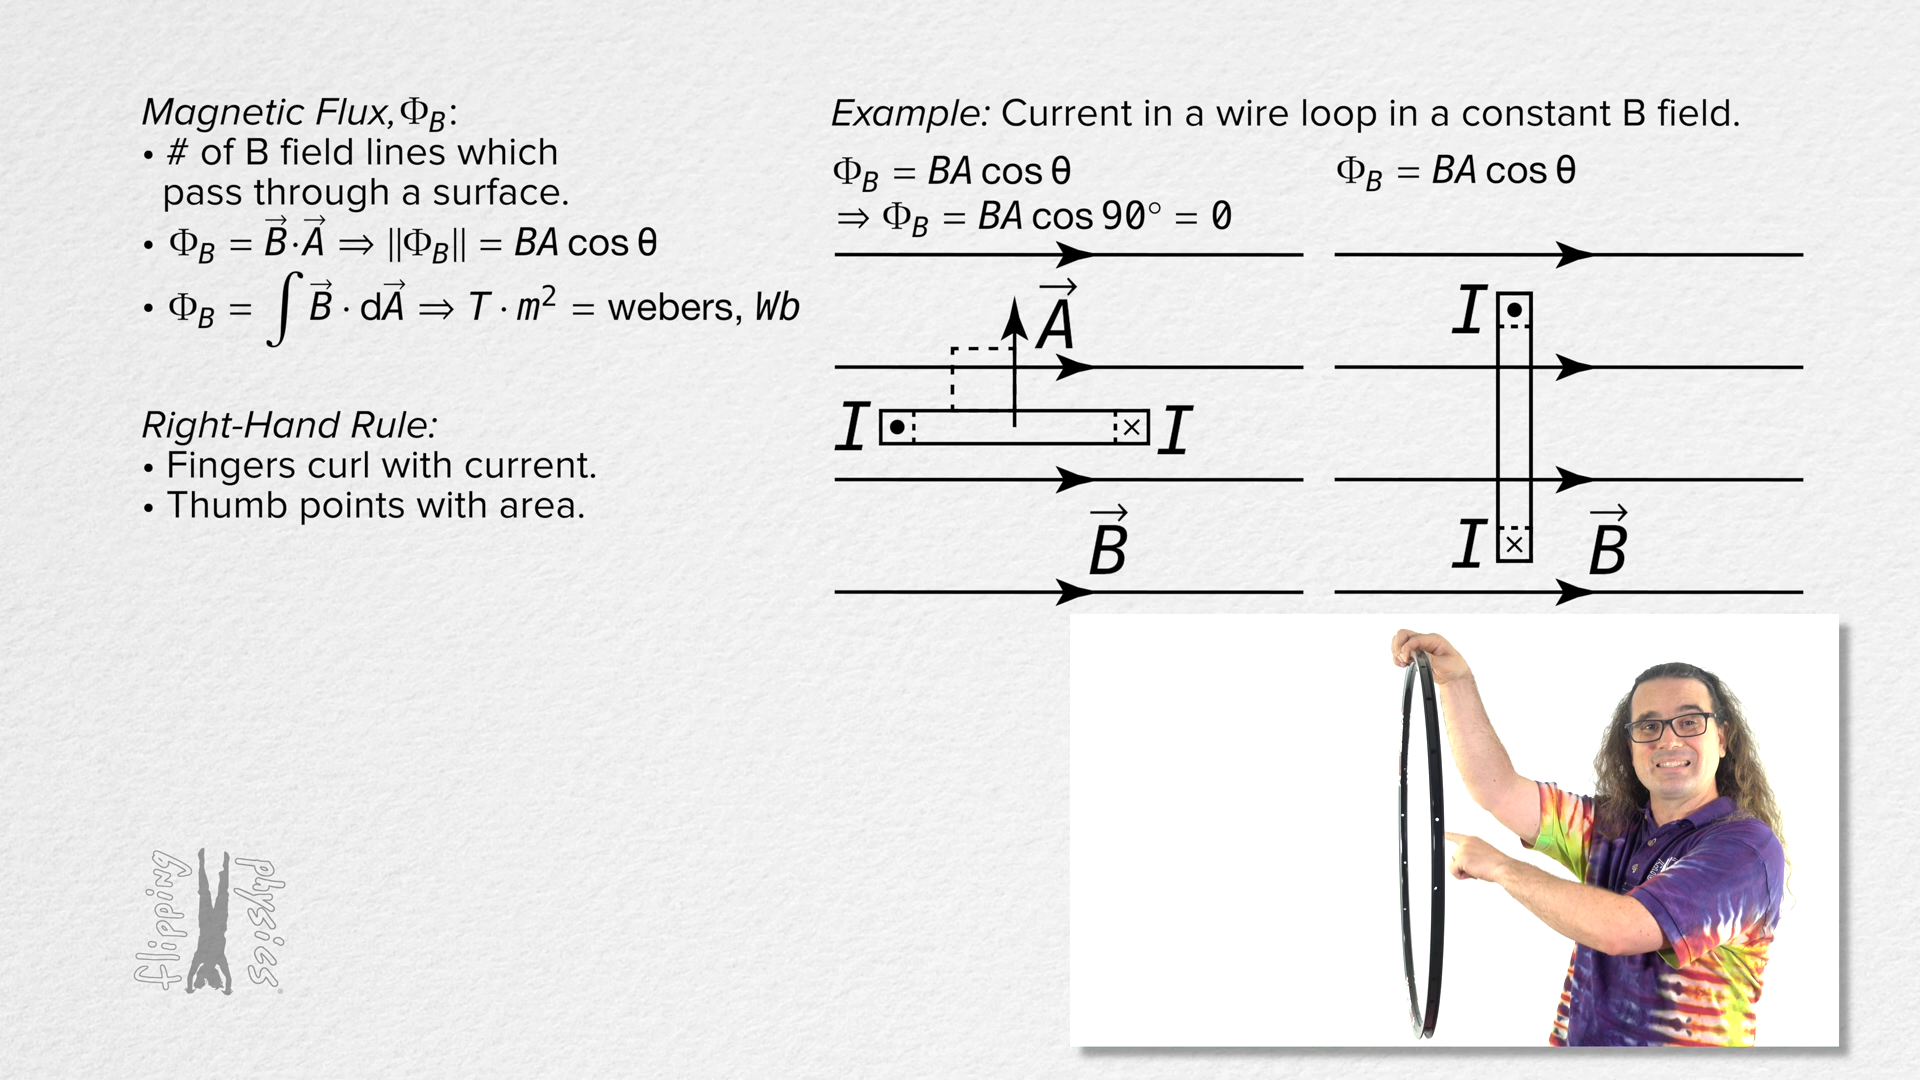 Magnetic Flux, Φ_B:
• # of B field lines which
pass through a surface.
• Φ_B = B⃗ · A⃗ ⇒ ‖Φ_B‖ = BA cos θ
• Φ_B = ∫ B⃗ · dA⃗ ⇒ T · m² = webers, Wb
Right-Hand Rule:
• Fingers curl with current.
• Thumb points with area.
Example: Current in a wire loop in a constant B field.
Φ_B = BA cos θ
⇒ Φ_B = BA cos 90° = 0
A⃗
I
I
B⃗
Φ_B = BA cos θ
I
I
B⃗
flipping
physics